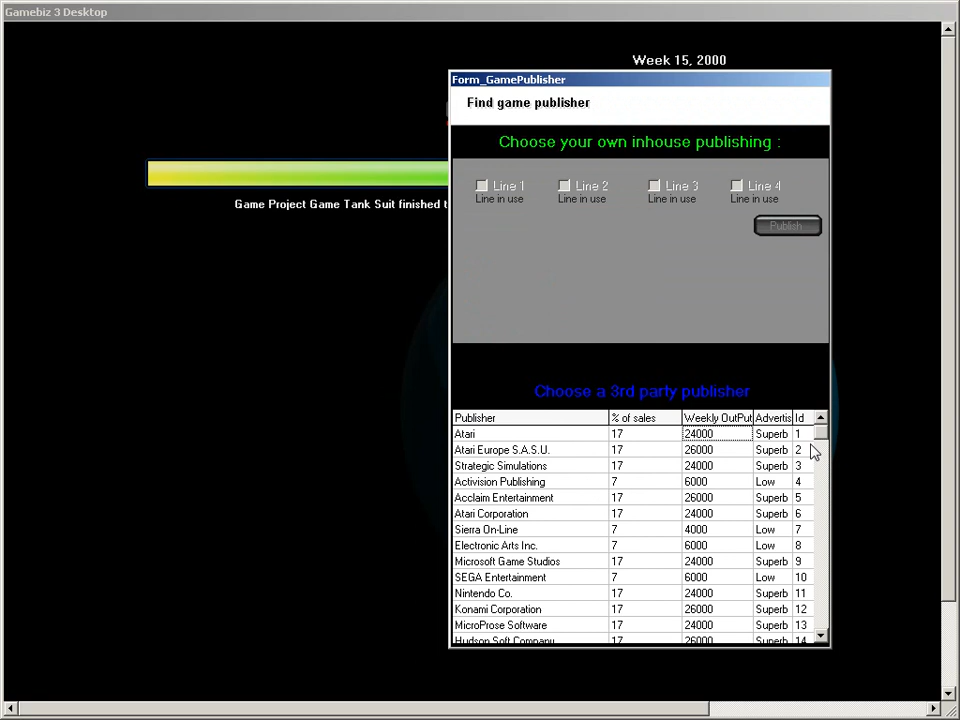 Gamebiz 3 Desktop
Week 15, 2000
Form_GamePublisher
Find game publisher
Choose your own inhouse publishing :
Line 1 Line 2 Line 3 Line 4
Line in use Line in use Line in use Line in use
Publish
Game Project Game Tank Suit finished t
Choose a 3rd party publisher
Publisher % of sales Weekly OutPut Advertis Id
Atari 17 24000 Superb 1
Atari Europe S.A.S.U. 17 26000 Superb 2
Strategic Simulations 17 24000 Superb 3
Activision Publishing 7 6000 Low 4
Acclaim Entertainment 17 26000 Superb 5
Atari Corporation 17 24000 Superb 6
Sierra On-Line 7 4000 Low 7
Electronic Arts Inc. 7 6000 Low 8
Microsoft Game Studios 17 24000 Superb 9
SEGA Entertainment 7 6000 Low 10
Nintendo Co. 17 24000 Superb 11
Konami Corporation 17 26000 Superb 12
MicroProse Software 17 24000 Superb 13
Hudson Soft Company 17 26000 Superb 14